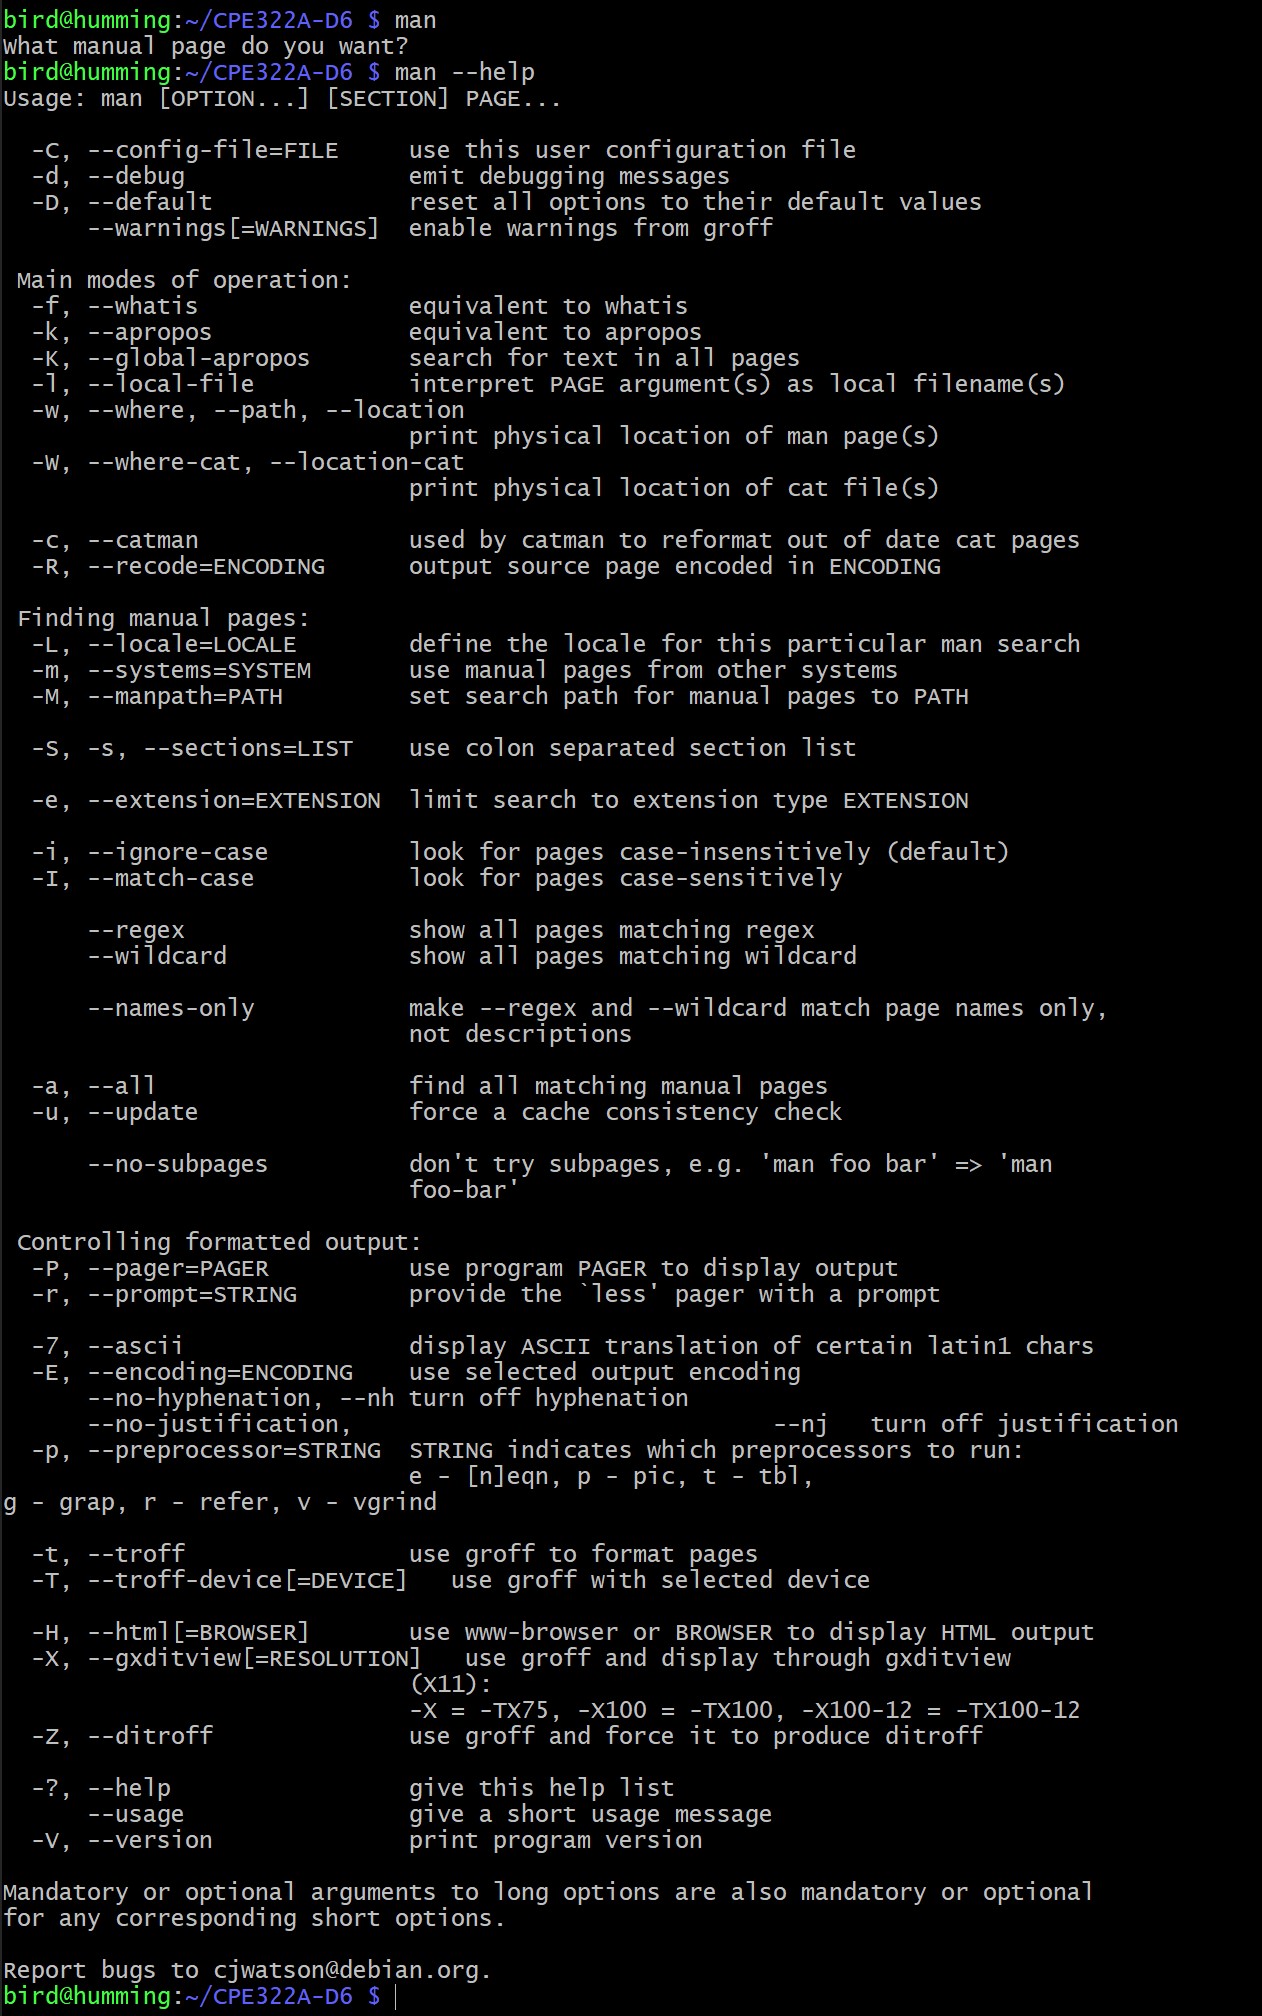 bird@humming:~/CPE322A-D6 $ man
What manual page do you want?
bird@humming:~/CPE322A-D6 $ man --help
Usage: man [OPTION...] [SECTION] PAGE...

  -C, --config-file=FILE     use this user configuration file
  -d, --debug                emit debugging messages
  -D, --default              reset all options to their default values
      --warnings[=WARNINGS]  enable warnings from groff

 Main modes of operation:
  -f, --whatis               equivalent to whatis
  -k, --apropos              equivalent to apropos
  -K, --global-apropos       search for text in all pages
  -l, --local-file           interpret PAGE argument(s) as local filename(s)
  -w, --where, --path, --location
                             print physical location of man page(s)
  -W, --where-cat, --location-cat
                             print physical location of cat file(s)

  -c, --catman               used by catman to reformat out of date cat pages
  -R, --recode=ENCODING      output source page encoded in ENCODING

 Finding manual pages:
  -L, --locale=LOCALE        define the locale for this particular man search
  -m, --systems=SYSTEM       use manual pages from other systems
  -M, --manpath=PATH         set search path for manual pages to PATH

  -S, -s, --sections=LIST    use colon separated section list

  -e, --extension=EXTENSION  limit search to extension type EXTENSION

  -i, --ignore-case          look for pages case-insensitively (default)
  -I, --match-case           look for pages case-sensitively

      --regex                show all pages matching regex
      --wildcard             show all pages matching wildcard

      --names-only           make --regex and --wildcard match page names only,
                             not descriptions

  -a, --all                  find all matching manual pages
  -u, --update               force a cache consistency check

      --no-subpages          don't try subpages, e.g. 'man foo bar' => 'man
                             foo-bar'

 Controlling formatted output:
  -P, --pager=PAGER          use program PAGER to display output
  -r, --prompt=STRING        provide the `less' pager with a prompt

  -7, --ascii                display ASCII translation of certain latin1 chars
  -E, --encoding=ENCODING    use selected output encoding
      --no-hyphenation, --nh turn off hyphenation
      --no-justification,                              --nj   turn off justification
  -p, --preprocessor=STRING  STRING indicates which preprocessors to run:
                             e - [n]eqn, p - pic, t - tbl,
g - grap, r - refer, v - vgrind

  -t, --troff                use groff to format pages
  -T, --troff-device[=DEVICE]   use groff with selected device

  -H, --html[=BROWSER]       use www-browser or BROWSER to display HTML output
  -X, --gxditview[=RESOLUTION]   use groff and display through gxditview
                             (X11):
                             -X = -TX75, -X100 = -TX100, -X100-12 = -TX100-12
  -Z, --ditroff              use groff and force it to produce ditroff

  -?, --help                 give this help list
      --usage                give a short usage message
  -V, --version              print program version

Mandatory or optional arguments to long options are also mandatory or optional
for any corresponding short options.

Report bugs to cjwatson@debian.org.
bird@humming:~/CPE322A-D6 $